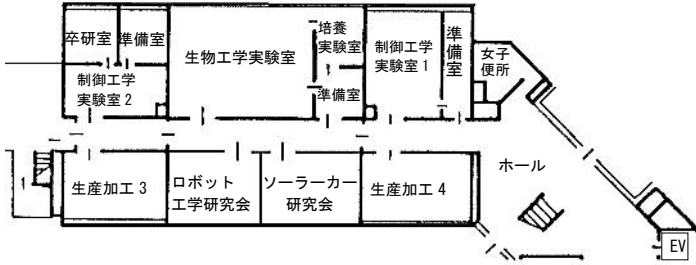 卒研室
準備室
生物工学実験室
培養
実験室
制御工学
実験室1
準備室
女子
便所
制御工学
実験室2
準備室
生産加工3
ロボット
工学研究会
ソーラーカー
研究会
生産加工4
ホール
EV